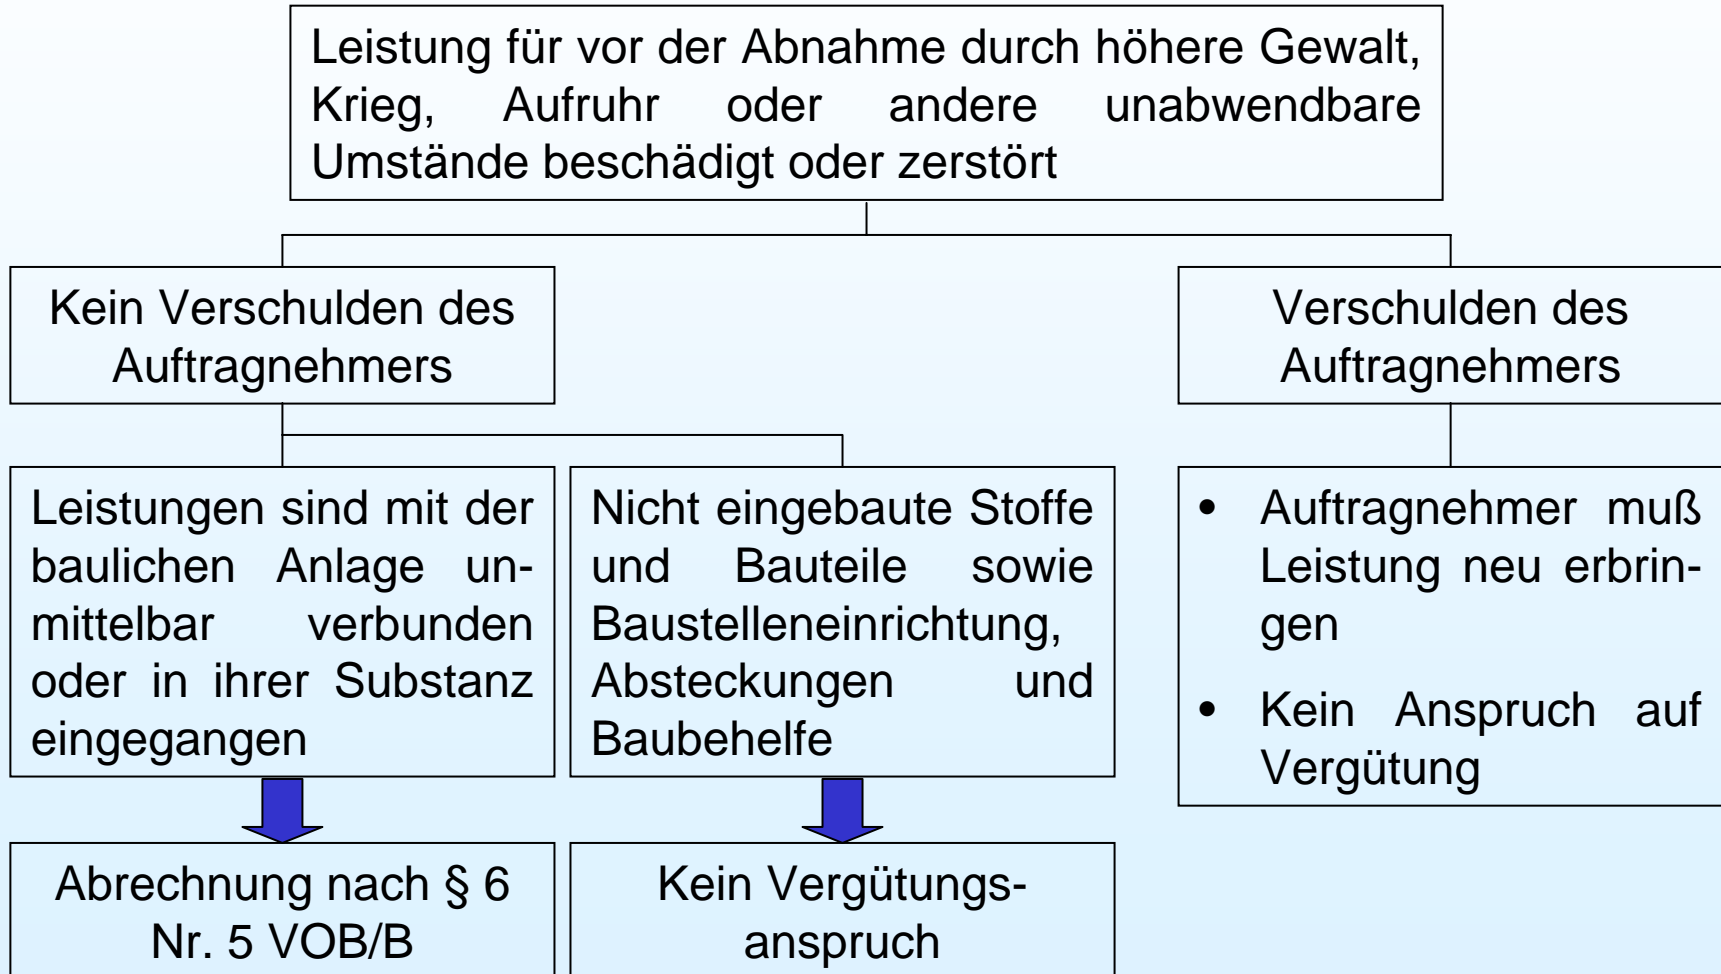 Leistung für vor der Abnahme durch höhere Gewalt,
Krieg, Aufruhr oder andere unabwendbare
Umstände beschädigt oder zerstört
Kein Verschulden des
Auftragnehmers
Verschulden des
Auftragnehmers
Leistungen sind mit der
baulichen Anlage un-
mittelbar verbunden
oder in ihrer Substanz
eingegangen
Nicht eingebaute Stoffe
und Bauteile sowie
Baustelleneinrichtung,
Absteckungen und
Baubehelfe
• Auftragnehmer muß
Leistung neu erbrin-
gen
• Kein Anspruch auf
Vergütung
Abrechnung nach § 6
Nr. 5 VOB/B
Kein Vergütungs-
anspruch